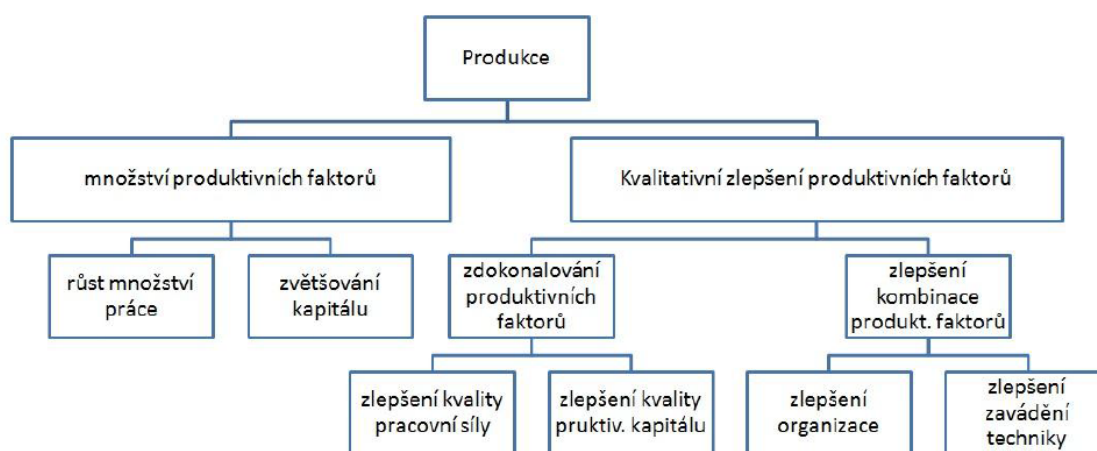 Produkce
množství produktivních faktorů
Kvalitativní zlepšení produktivních faktorů
růst množství
práce
zvětšování
kapitálu
zdokonalování
produktivních
faktorů
zlepšení
kombinace
produkt. faktorů
zlepšení kvality
pracovní síly
zlepšení kvality
pruktiv. kapitálu
zlepšení
organizace
zlepšení
zavádění
techniky